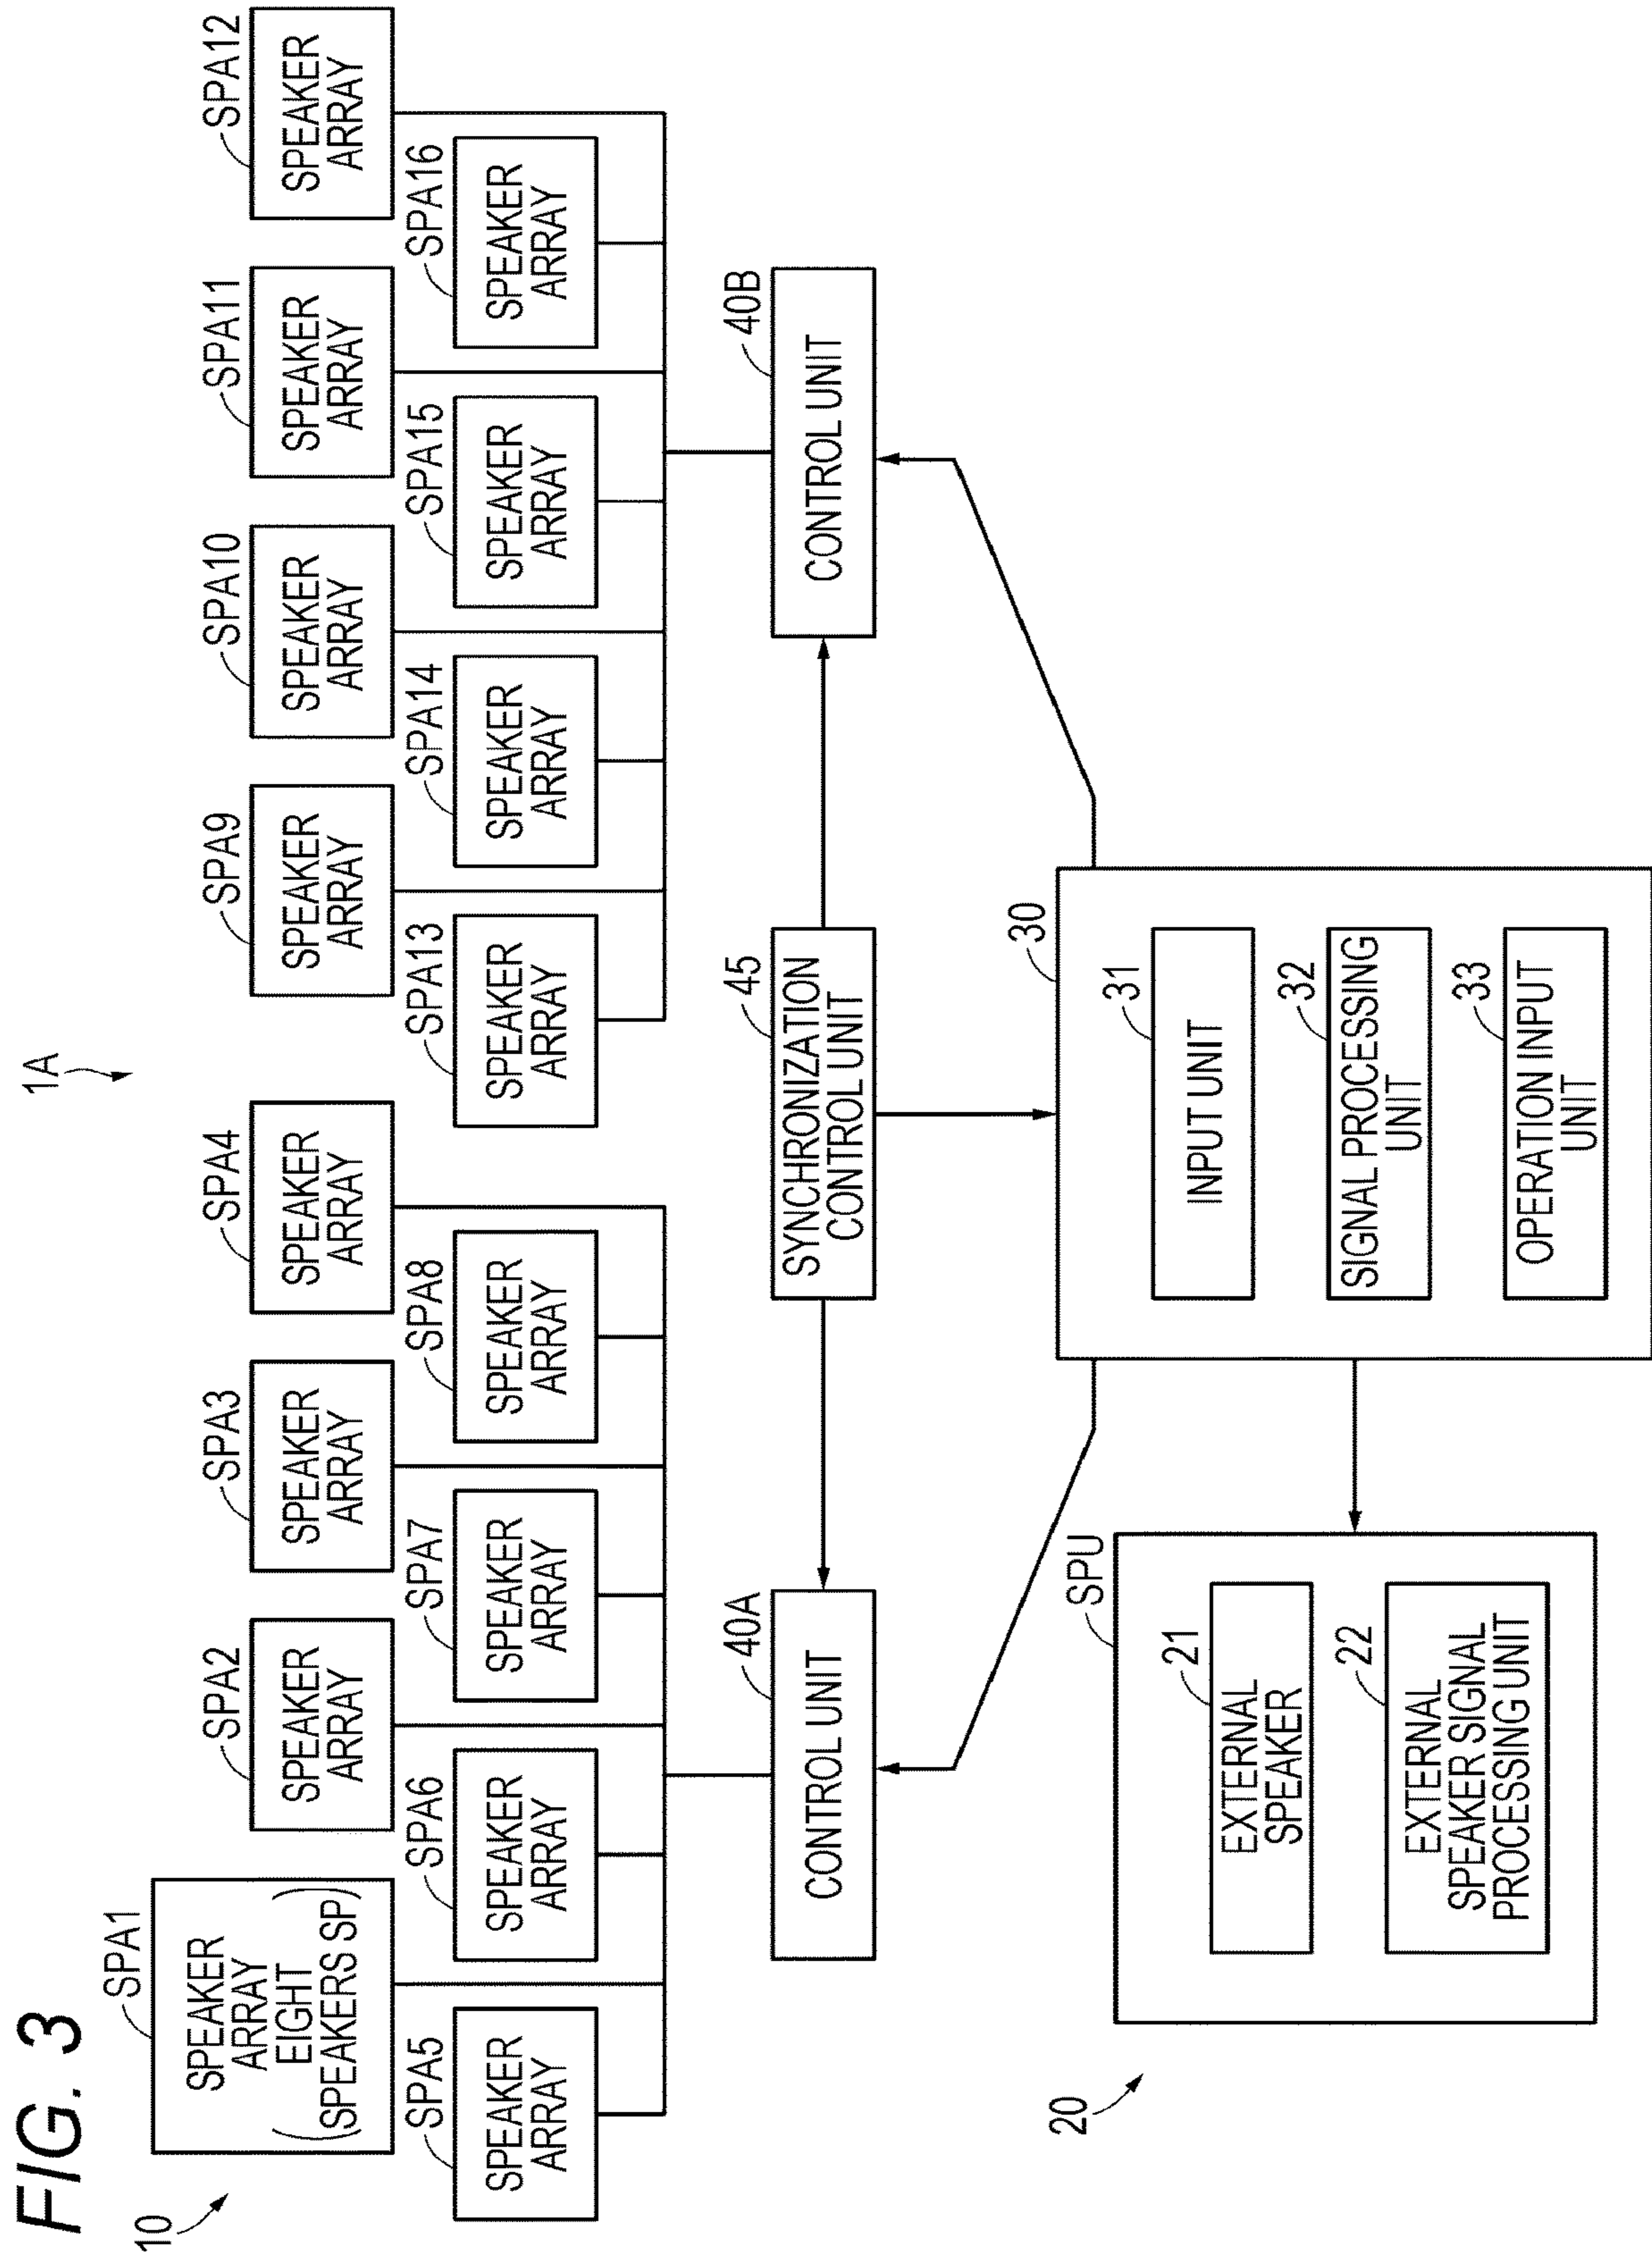 FIG. 3
1A
10
SPA1
SPEAKER
ARRAY
(EIGHT
SPEAKERS SP)
SPA2
SPEAKER
ARRAY
SPA3
SPEAKER
ARRAY
SPA4
SPEAKER
ARRAY
SPA9
SPEAKER
ARRAY
SPA10
SPEAKER
ARRAY
SPA11
SPEAKER
ARRAY
SPA12
SPEAKER
ARRAY
SPA5
SPEAKER
ARRAY
SPA6
SPEAKER
ARRAY
SPA7
SPEAKER
ARRAY
SPA8
SPEAKER
ARRAY
SPA13
SPEAKER
ARRAY
SPA14
SPEAKER
ARRAY
SPA15
SPEAKER
ARRAY
SPA16
SPEAKER
ARRAY
40A
CONTROL UNIT
45
SYNCHRONIZATION
CONTROL UNIT
40B
CONTROL UNIT
20
SPU
21
EXTERNAL
SPEAKER
22
EXTERNAL
SPEAKER SIGNAL
PROCESSING UNIT
30
31
INPUT UNIT
32
SIGNAL PROCESSING
UNIT
33
OPERATION INPUT
UNIT